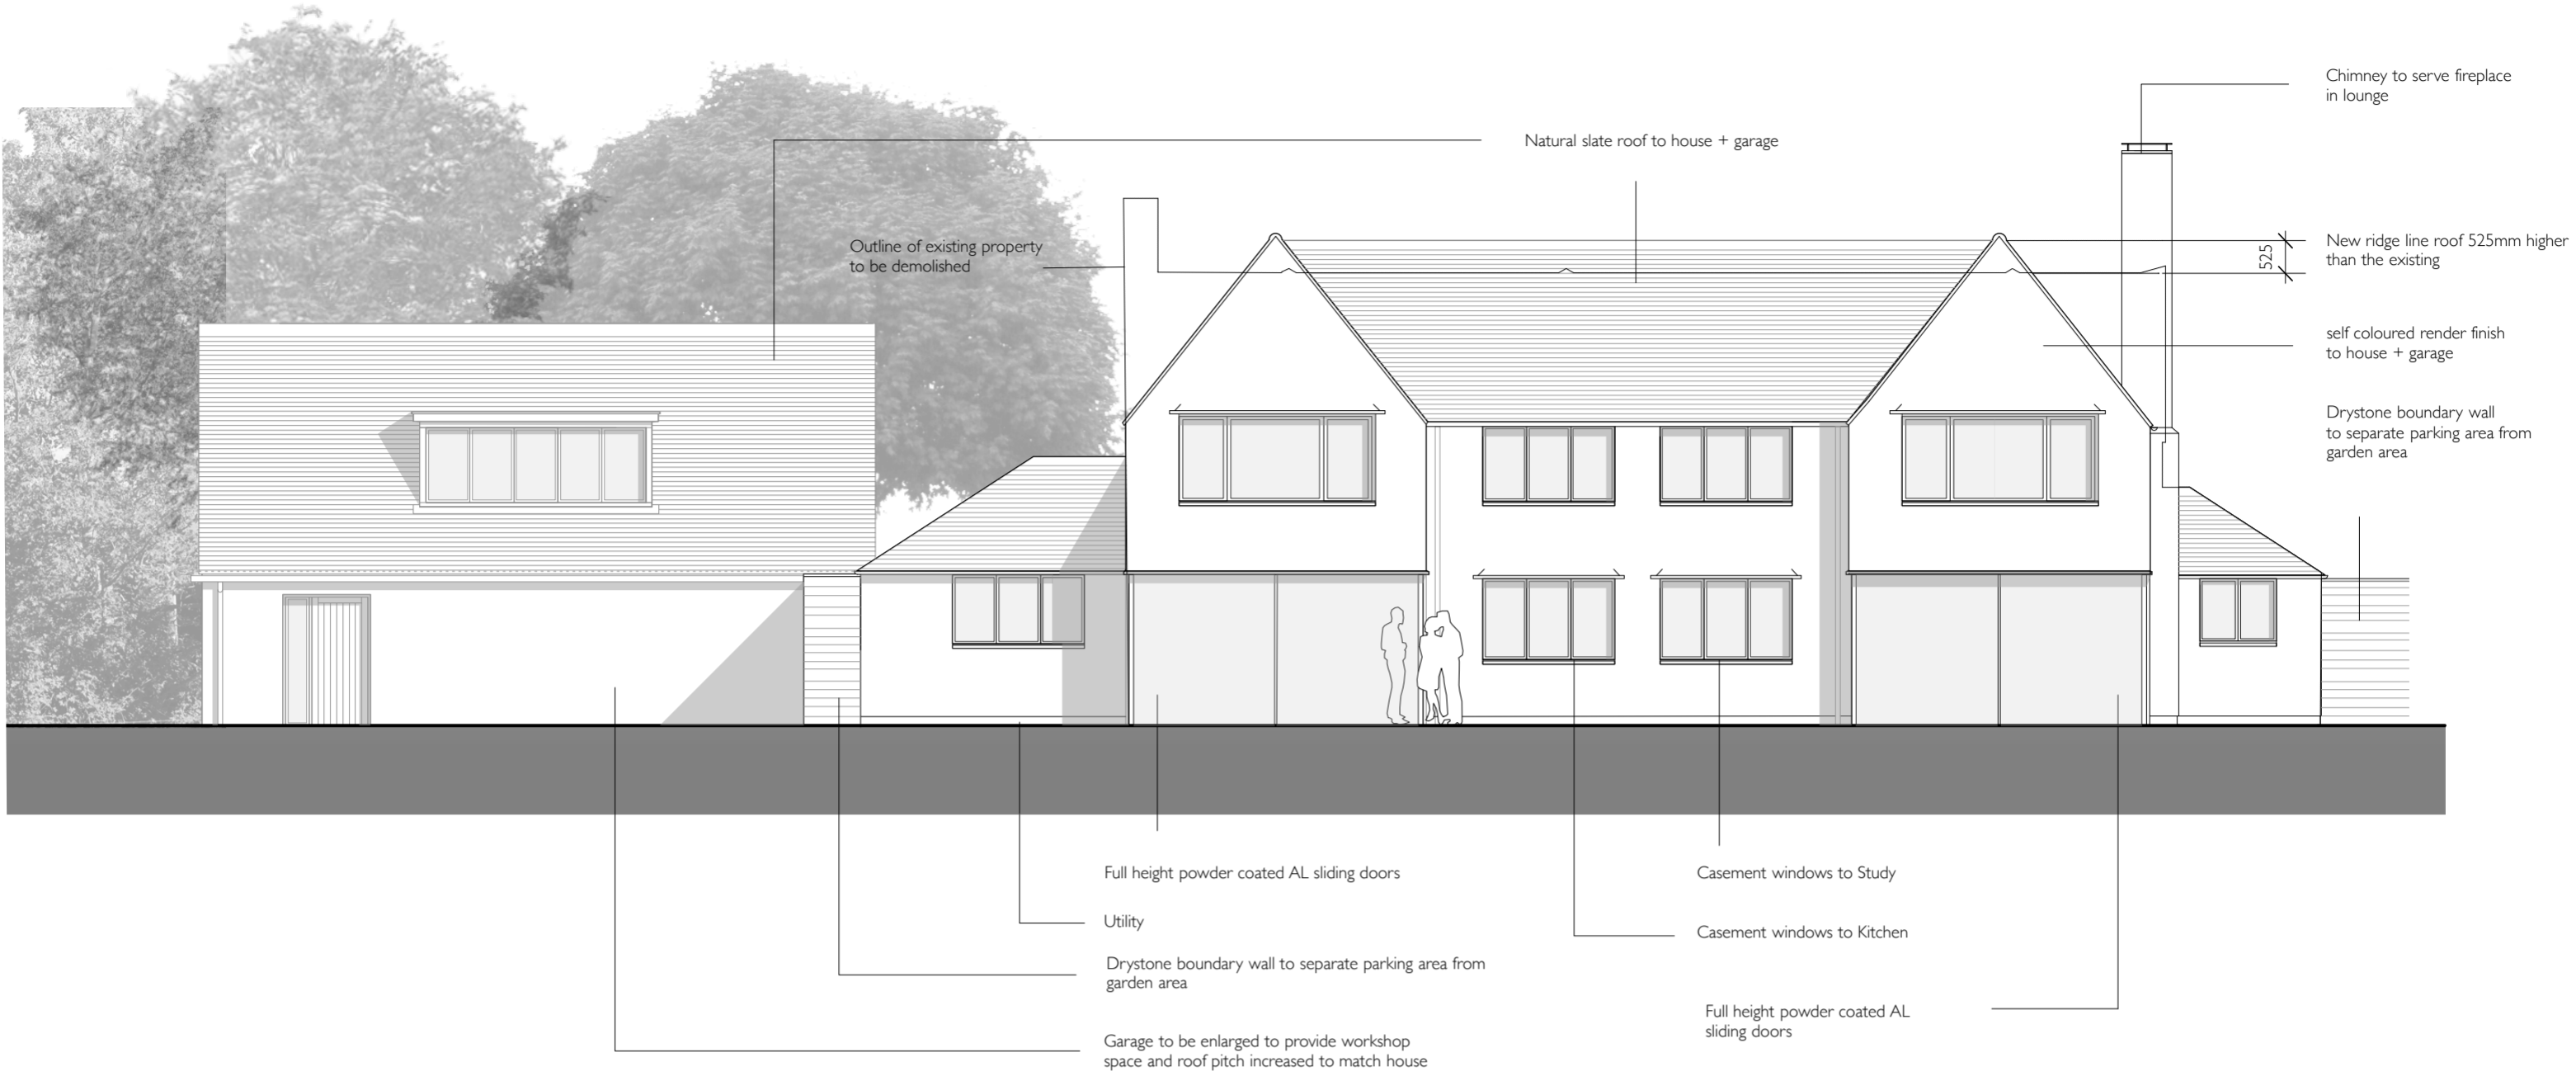 Chimney to serve fireplace
in lounge
Natural slate roof to house + garage
Outline of existing property
to be demolished
525
New ridge line roof 525mm higher
than the existing
self coloured render finish
to house + garage
Drystone boundary wall
to separate parking area from
garden area
Full height powder coated AL sliding doors
Casement windows to Study
Utility
Casement windows to Kitchen
Drystone boundary wall to separate parking area from
garden area
Full height powder coated AL
sliding doors
Garage to be enlarged to provide workshop
space and roof pitch increased to match house